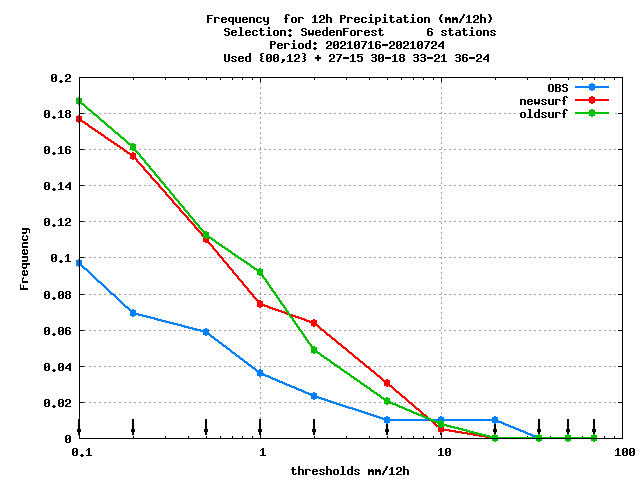 Frequency  for 12h Precipitation (mm/12h)
Selection: SwedenForest      6 stations
Period: 20210716-20210724
Used {00,12} + 27-15 30-18 33-21 36-24
OBS
newsurf
oldsurf
0.2
0.18
0.16
0.14
0.12
0.1
0.08
0.06
0.04
0.02
0
Frequency
0.1 1 10 100
thresholds mm/12h